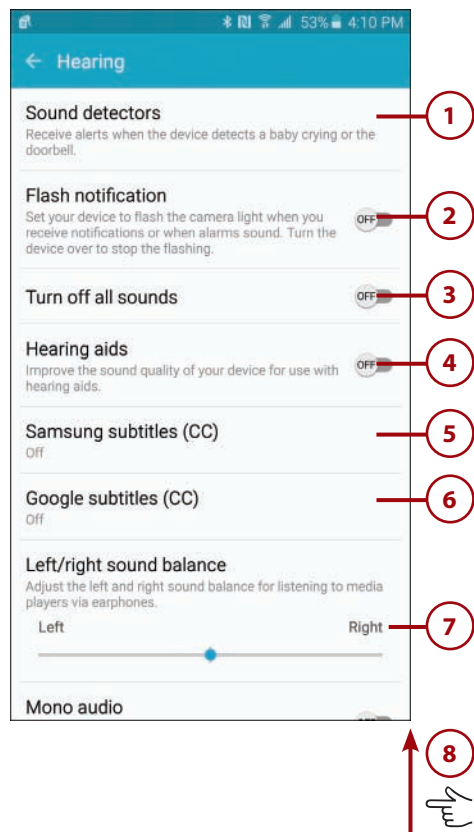 53% 4:10 PM
Hearing
Sound detectors
1
Receive alerts when the device detects a baby crying or the
doorbell.
Flash notification
Set your device to flash the camera light when you
receive notifications or when alarms sound. Turn the
device over to stop the flashing.
OFF
2
Turn off all sounds
OFF
3
Hearing aids
Improve the sound quality of your device for use with
hearing aids.
OFF
4
Samsung subtitles (CC)
Off
5
Google subtitles (CC)
Off
6
Left/right sound balance
Adjust the left and right sound balance for listening to media
players via earphones.
Left Right
7
Mono audio
8